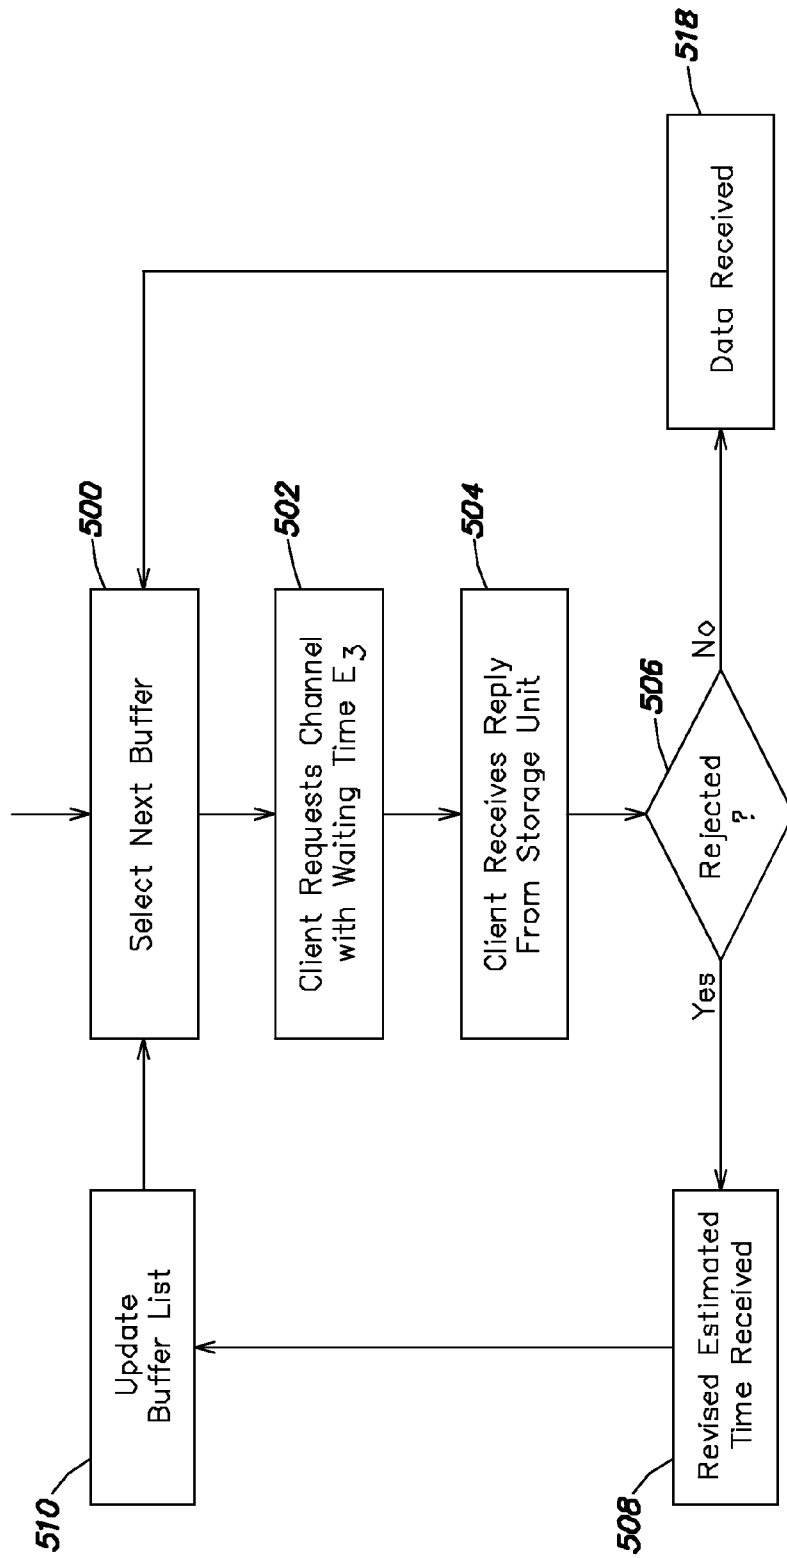 500
Select Next Buffer
502
Client Requests Channel
with Waiting Time E3
504
Client Receives Reply
From Storage Unit
506
Rejected
?
Yes
No
508
Revised Estimated
Time Received
510
Update
Buffer List
518
Data Received